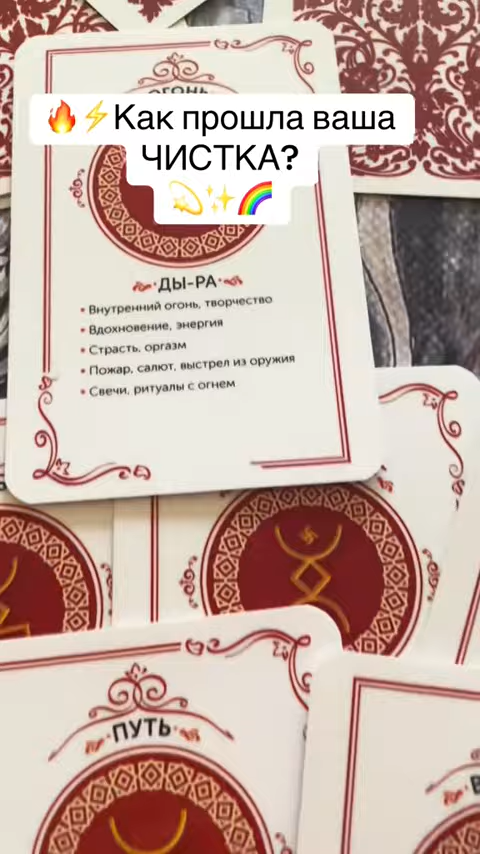 ОГОНЬ
🔥⚡Как прошла ваша
ЧИСТКА?
💫✨🌈
ДЫ-РА
• Внутренний огонь, творчество
• Вдохновение, энергия
• Страсть, оргазм
• Пожар, салют, выстрел из оружия
• Свечи, ритуалы с огнем
ПУТЬ